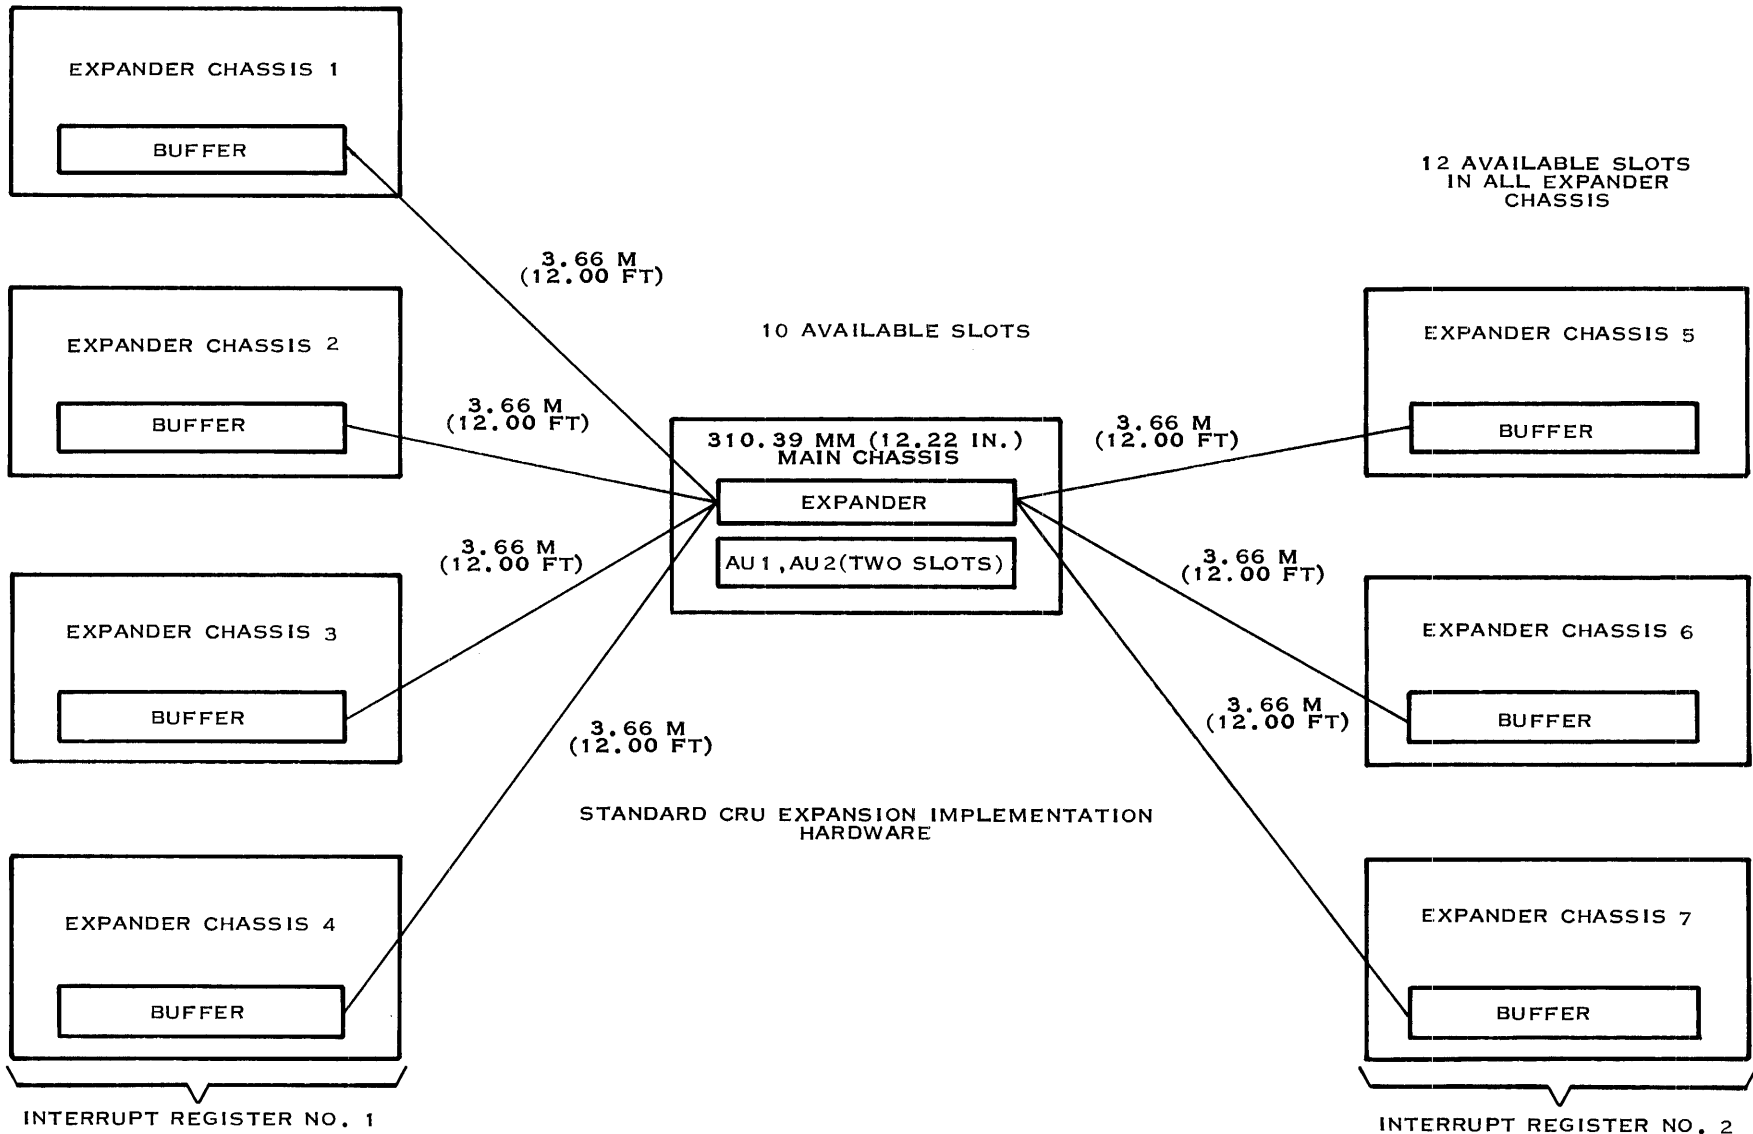 EXPANDER CHASSIS 1
BUFFER
12 AVAILABLE SLOTS
IN ALL EXPANDER
CHASSIS
3.66 M
(12.00 FT)
EXPANDER CHASSIS 2
BUFFER
10 AVAILABLE SLOTS
EXPANDER CHASSIS 5
BUFFER
3.66 M
(12.00 FT)
3.66 M
(12.00 FT)
310.39 MM (12.22 IN.)
MAIN CHASSIS
EXPANDER
AU1,AU2(TWO SLOTS)
3.66 M
(12.00 FT)
3.66 M
(12.00 FT)
EXPANDER CHASSIS 3
BUFFER
EXPANDER CHASSIS 6
BUFFER
3.66 M
(12.00 FT)
3.66 M
(12.00 FT)
STANDARD CRU EXPANSION IMPLEMENTATION
HARDWARE
EXPANDER CHASSIS 4
BUFFER
EXPANDER CHASSIS 7
BUFFER
INTERRUPT REGISTER NO. 1
INTERRUPT REGISTER NO. 2